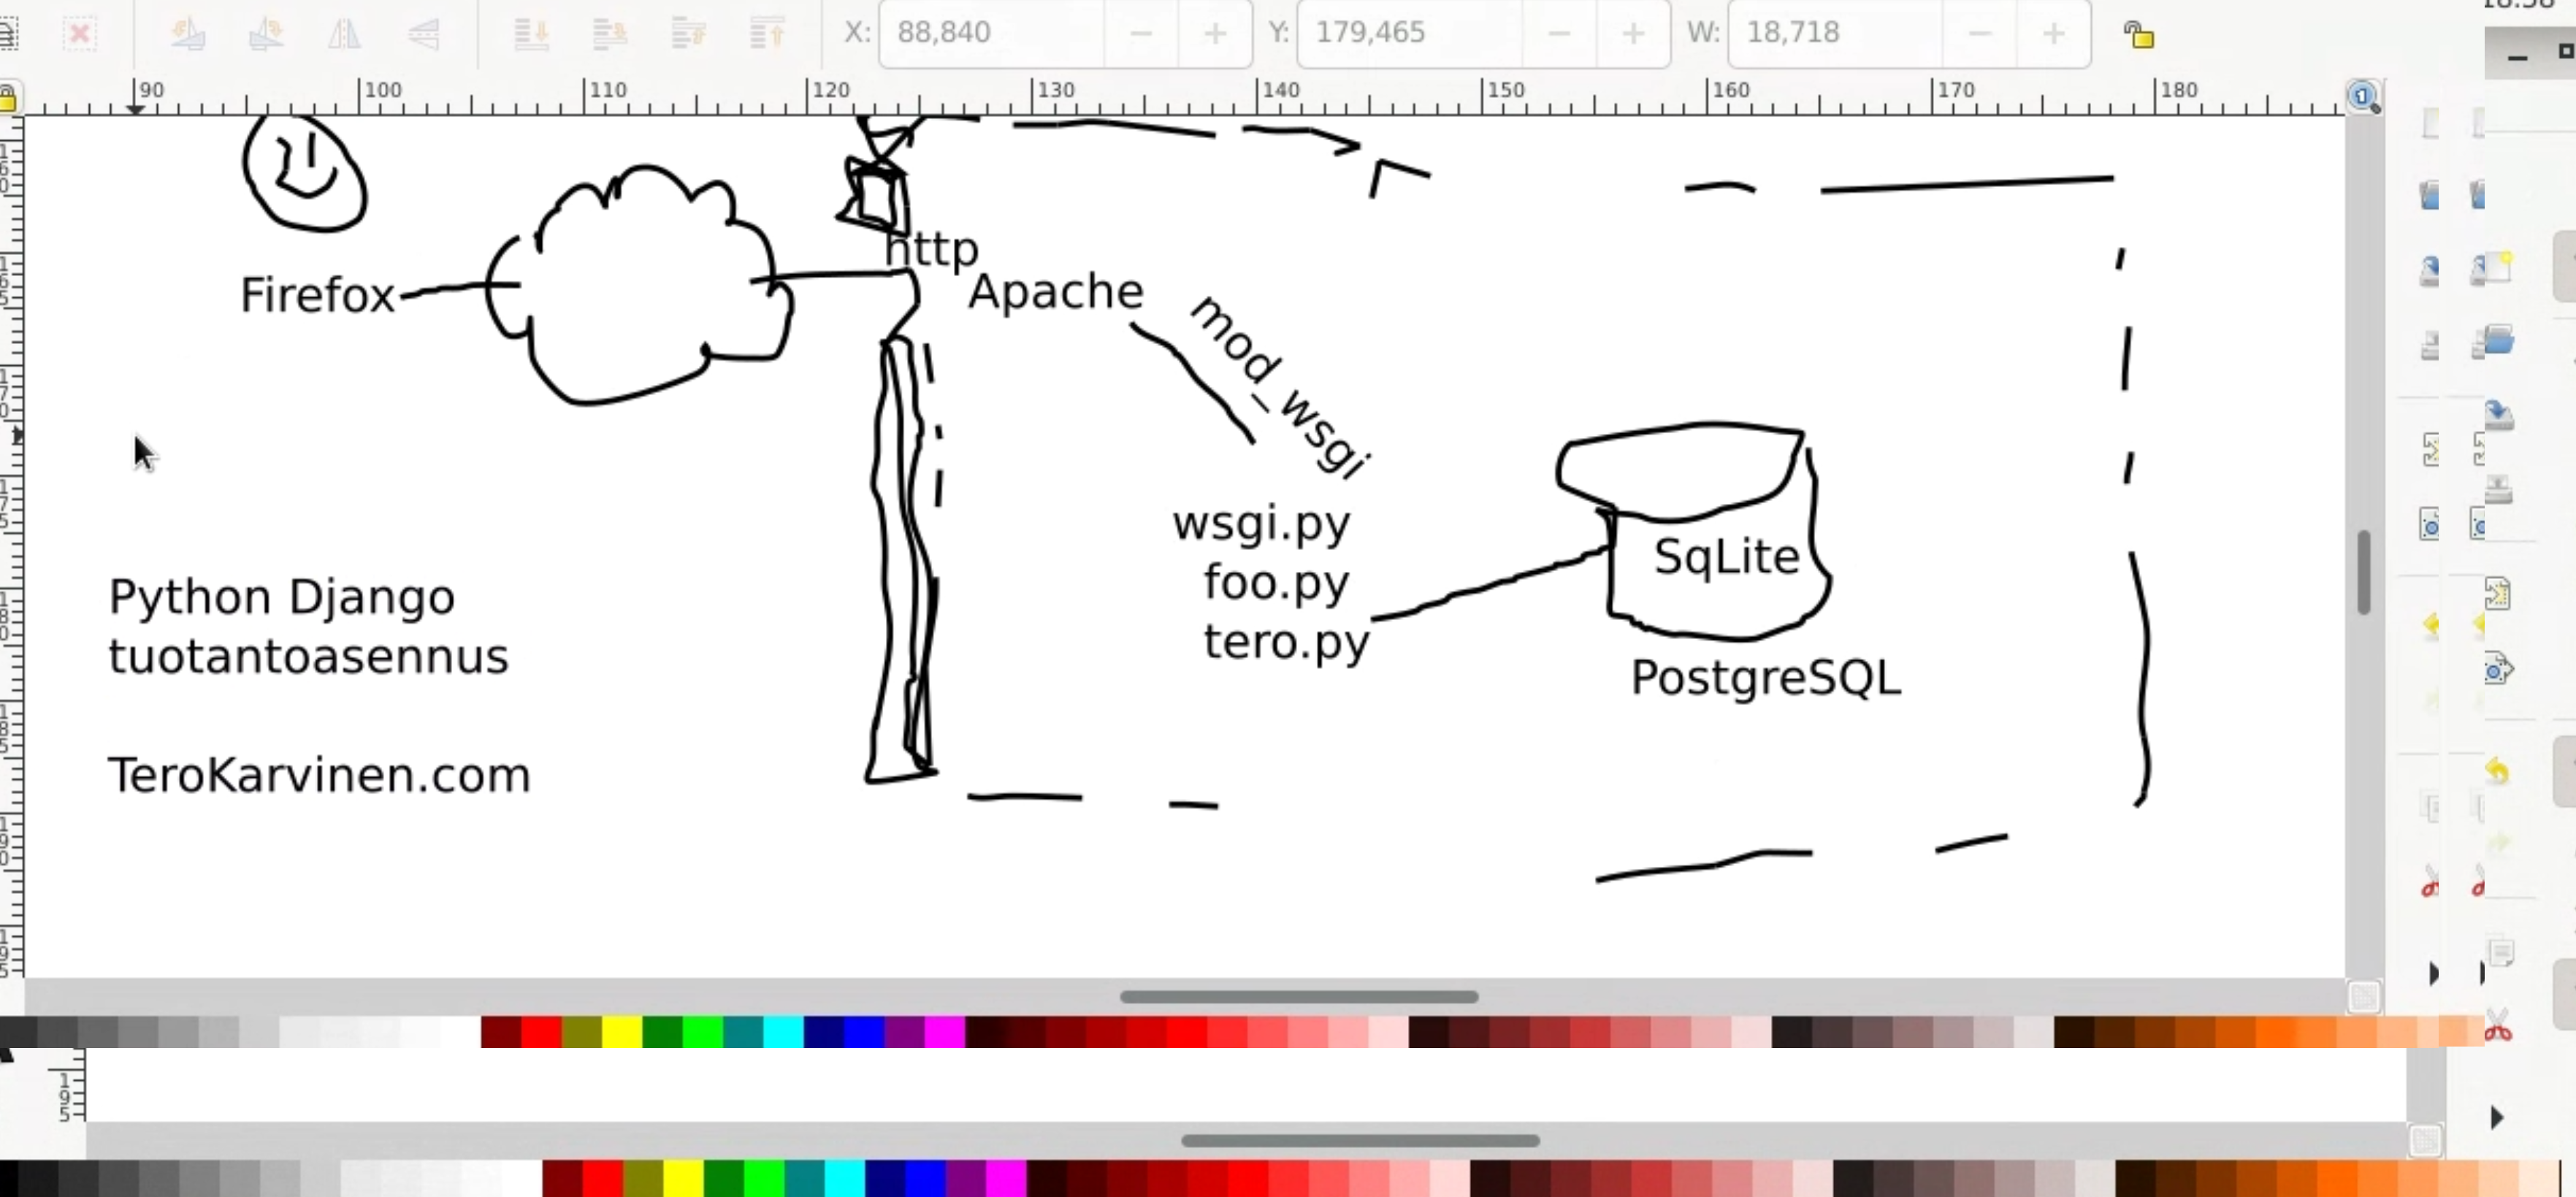 X: 88,840 − + Y: 179,465 − + W: 18,718 − +
90 100 110 120 130 140 150 160 170 180
http
Firefox
Apache
mod_wsgi
wsgi.py
foo.py
tero.py
SqLite
PostgreSQL
Python Django
tuotantoasennus
TeroKarvinen.com
195